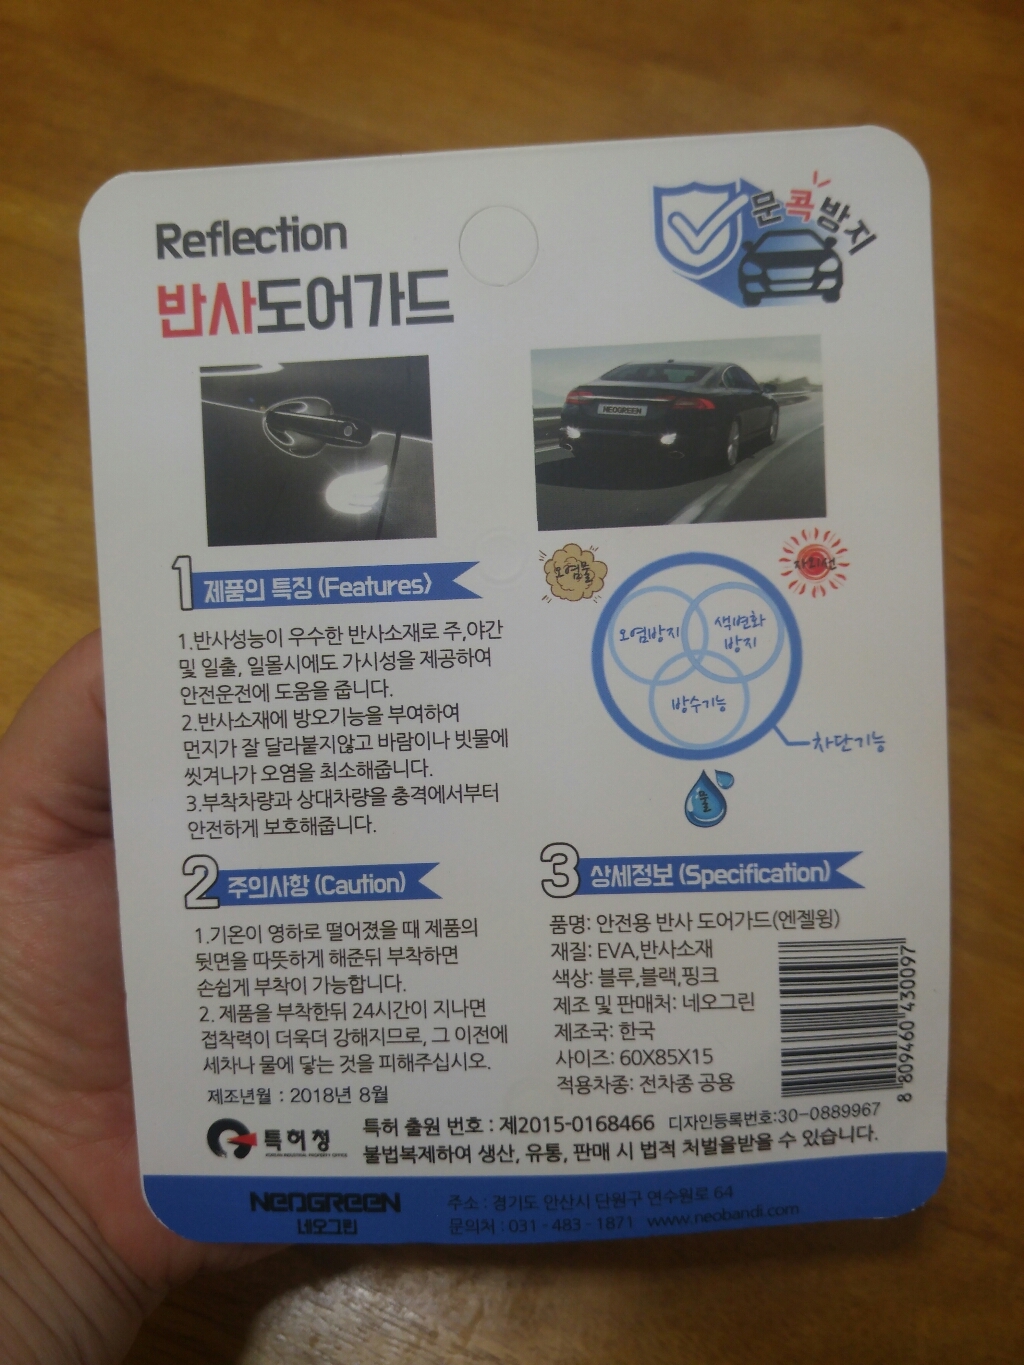 Reflection
반사도어가드
문콕방지
NEOGREEN
1 제품의 특징 (Features)
1.반사성능이 우수한 반사소재로 주,야간
및 일출, 일몰시에도 가시성을 제공하여
안전운전에 도움을 줍니다.
2.반사소재에 방오기능을 부여하여
먼지가 잘 달라붙지않고 바람이나 빗물에
씻겨나가 오염을 최소해줍니다.
3.부착차량과 상대차량을 충격에서부터
안전하게 보호해줍니다.
오염물
자외선
오염방지
색변화
방지
방수기능
차단기능
물
2 주의사항 (Caution)
1.기온이 영하로 떨어졌을 때 제품의
뒷면을 따뜻하게 해준뒤 부착하면
손쉽게 부착이 가능합니다.
2. 제품을 부착한뒤 24시간이 지나면
접착력이 더욱더 강해지므로, 그 이전에
세차나 물에 닿는 것을 피해주십시오.
제조년월 : 2018년 8월
3 상세정보 (Specification)
품명: 안전용 반사 도어가드(엔젤윙)
재질: EVA,반사소재
색상: 블루,블랙,핑크
제조 및 판매처: 네오그린
제조국: 한국
사이즈: 60X85X15
적용차종: 전차종 공용
8 809460 430097
특허청
KOREAN INDUSTRIAL PROPERTY OFFICE
특허 출원 번호 : 제2015-0168466 디자인등록번호:30-0889967
불법복제하여 생산, 유통, 판매 시 법적 처벌을받을 수 있습니다.
NEOGREEN
네오그린
주소 : 경기도 안산시 단원구 연수원로 64
문의처 : 031 - 483 - 1871 www.neobandi.com